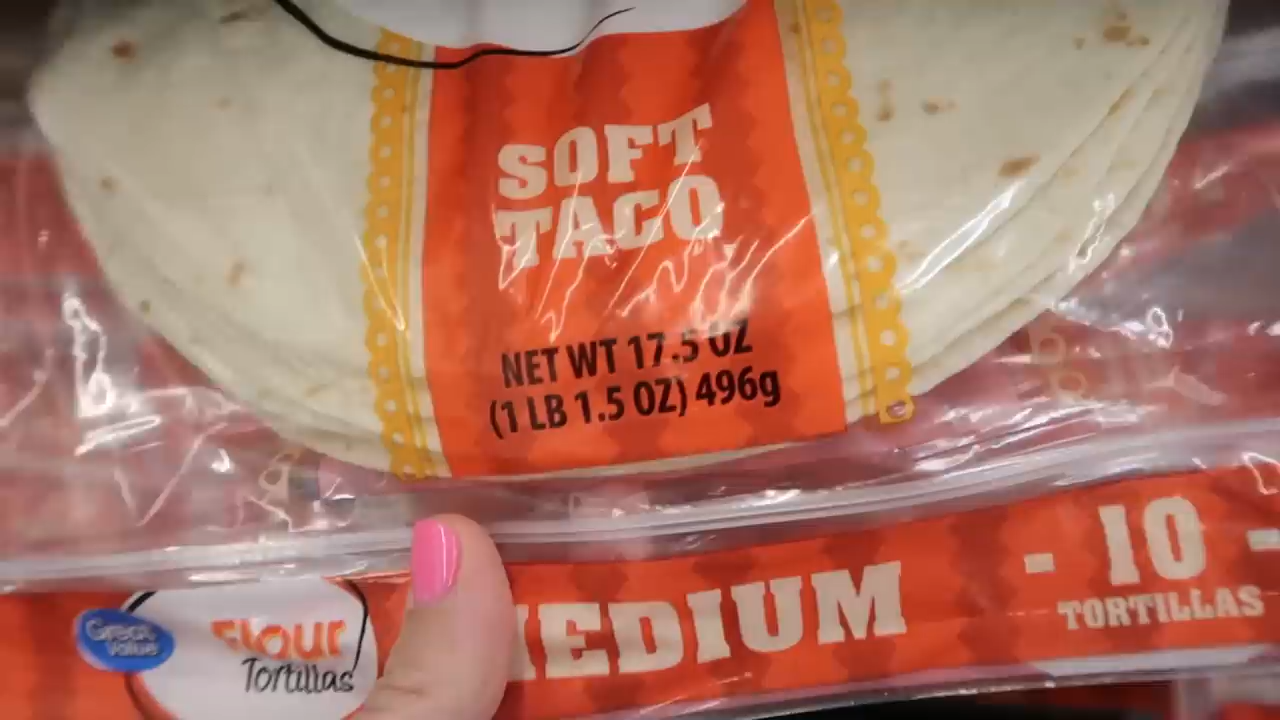 SOFT
TACO
NET WT 17.5 OZ
(1 LB 1.5 OZ) 496g
- 10 -
TORTILLAS
MEDIUM
Great
Value
Flour
Tortillas